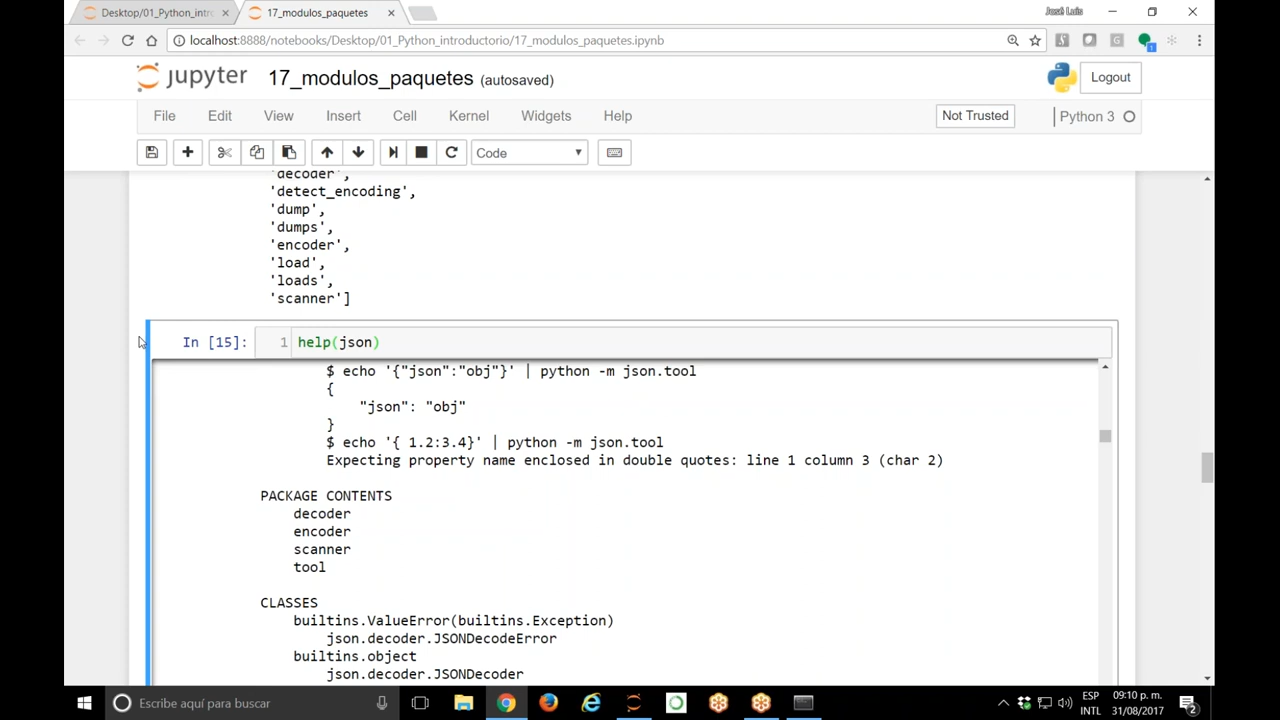 Desktop/01_Python_intro
17_modulos_paquetes
José Luis
localhost:8888/notebooks/Desktop/01_Python_introductorio/17_modulos_paquetes.ipynb
jupyter 17_modulos_paquetes (autosaved)
Logout
File Edit View Insert Cell Kernel Widgets Help
Not Trusted
Python 3
Code
'decoder',
'detect_encoding',
'dump',
'dumps',
'encoder',
'load',
'loads',
'scanner']
In [15]: 1 help(json)
$ echo '{"json":"obj"}' | python -m json.tool
{
"json": "obj"
}
$ echo '{ 1.2:3.4}' | python -m json.tool
Expecting property name enclosed in double quotes: line 1 column 3 (char 2)
PACKAGE CONTENTS
decoder
encoder
scanner
tool
CLASSES
builtins.ValueError(builtins.Exception)
json.decoder.JSONDecodeError
builtins.object
json.decoder.JSONDecoder
Escribe aquí para buscar
ESP
INTL
09:10 p. m.
31/08/2017
2